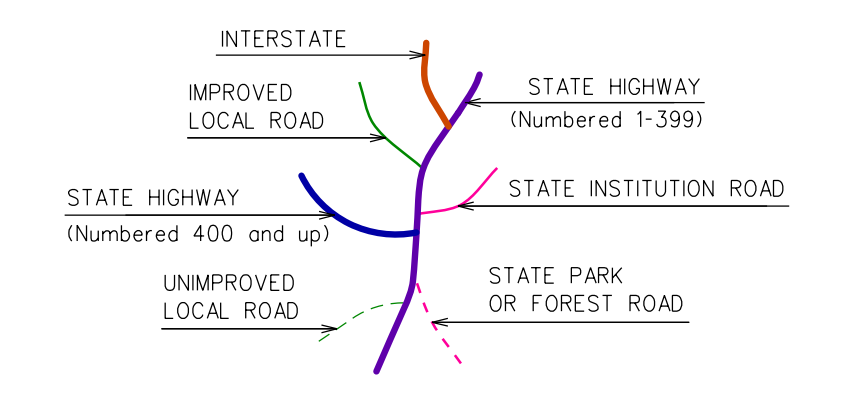 INTERSTATE
STATE HIGHWAY
(Numbered 1-399)
IMPROVED
LOCAL ROAD
STATE HIGHWAY
(Numbered 400 and up)
STATE INSTITUTION ROAD
UNIMPROVED
LOCAL ROAD
STATE PARK
OR FOREST ROAD